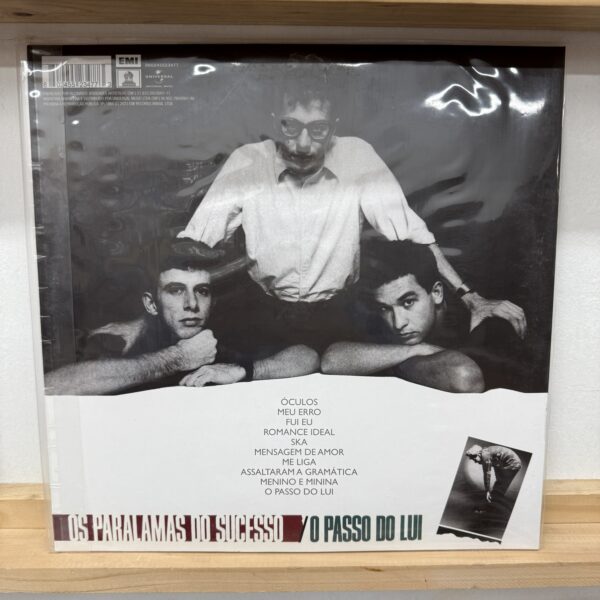 EMI
UNIVERSAL
ÓCULOS
MEU ERRO
FUI EU
ROMANCE IDEAL
SKA
MENSAGEM DE AMOR
ME LIGA
ASSALTARAM A GRAMÁTICA
MENINO E MININA
O PASSO DO LUI
OS PARALAMAS DO SUCESSO / O PASSO DO LUI